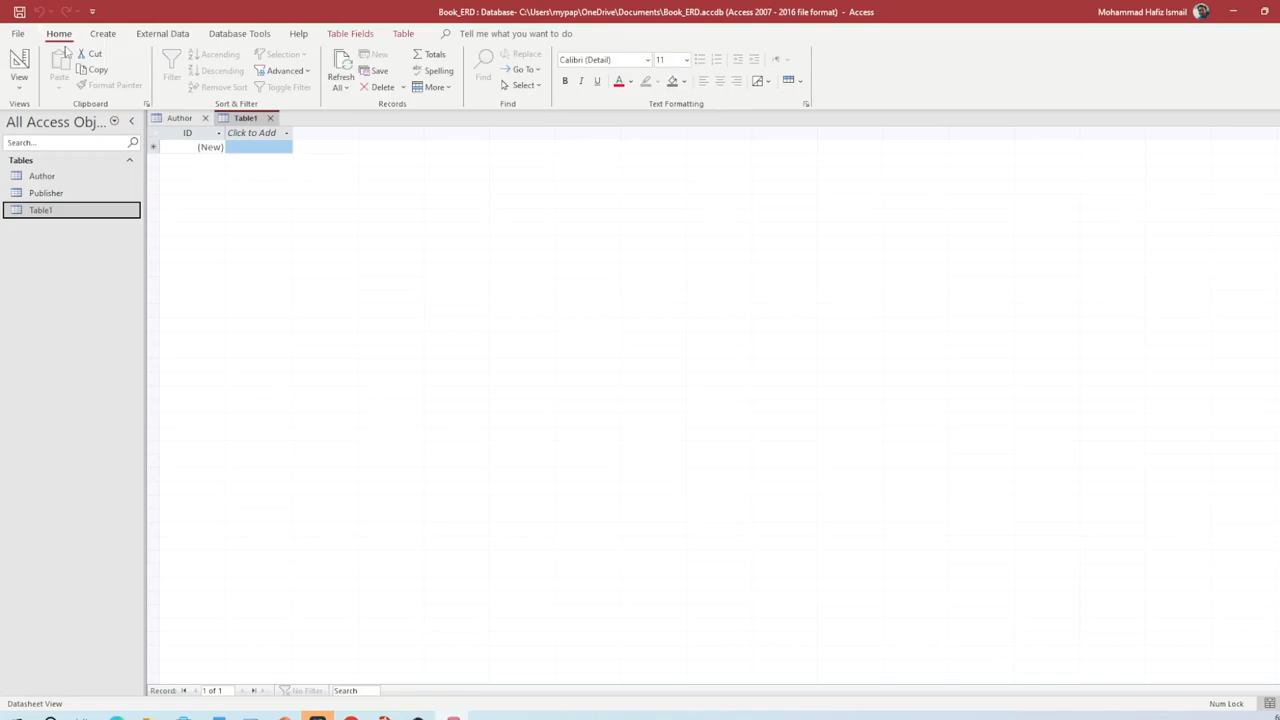 Book_ERD : Database- C:\Users\mypap\OneDrive\Documents\Book_ERD.accdb (Access 2007 - 2016 file format) - Access
Mohammad Hafiz Ismail
File Home Create External Data Database Tools Help Table Fields Table Tell me what you want to do
View
Views
Paste
Cut
Copy
Format Painter
Clipboard
Filter
Ascending
Descending
Remove Sort
Selection
Advanced
Toggle Filter
Sort & Filter
Refresh
All
New
Save
Delete
Totals
Spelling
More
Records
Find
Replace
Go To
Select
Find
Calibri (Detail) 11
B I U A
Text Formatting
All Access Obj...
Search...
Tables
Author
Publisher
Table1
Author Table1
ID Click to Add
(New)
Record: 1 of 1 No Filter Search
Datasheet View
Num Lock